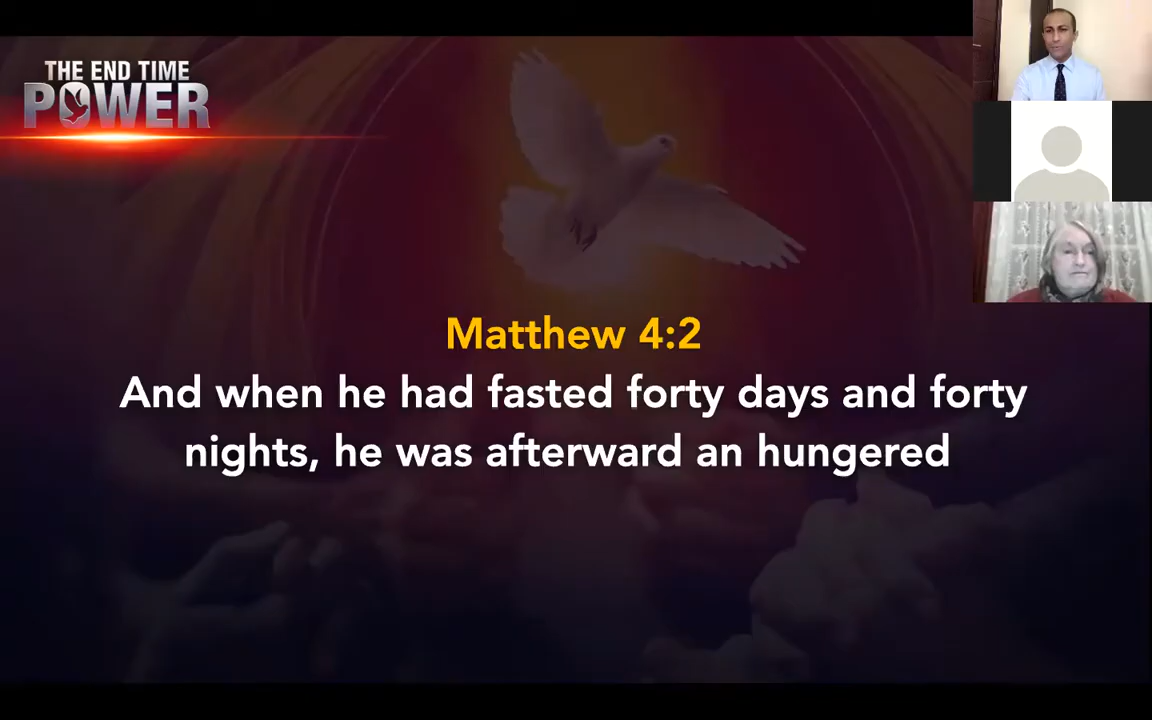 THE END TIME
POWER
Matthew 4:2
And when he had fasted forty days and forty
nights, he was afterward an hungered